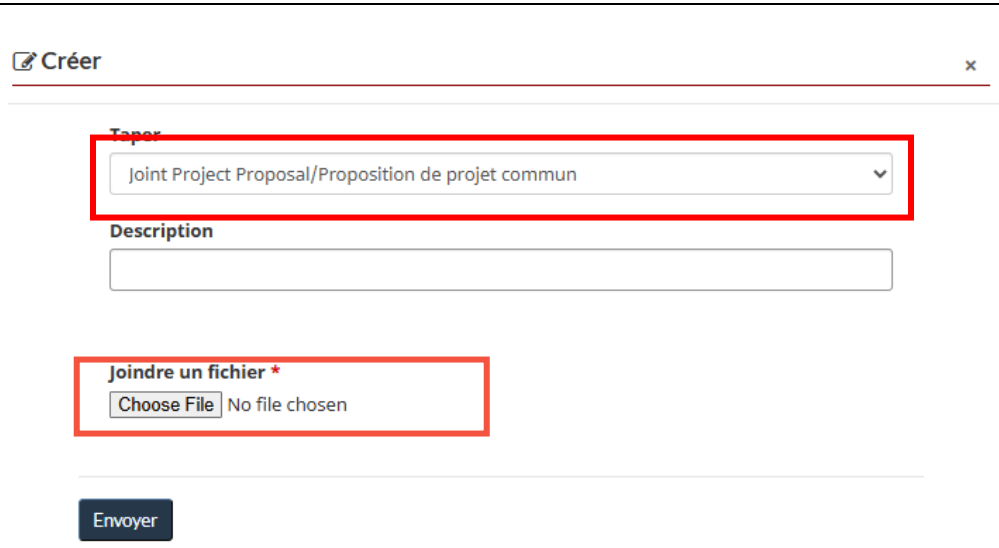 Créer
×
Taper
Joint Project Proposal/Proposition de projet commun
Description
Joindre un fichier *
Choose File No file chosen
Envoyer